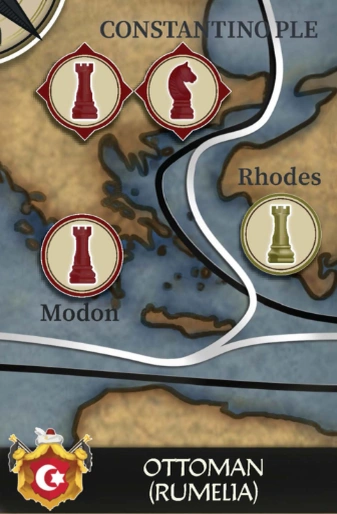 CONSTANTINOPLE
Rhodes
Modon
OTTOMAN
(RUMELIA)